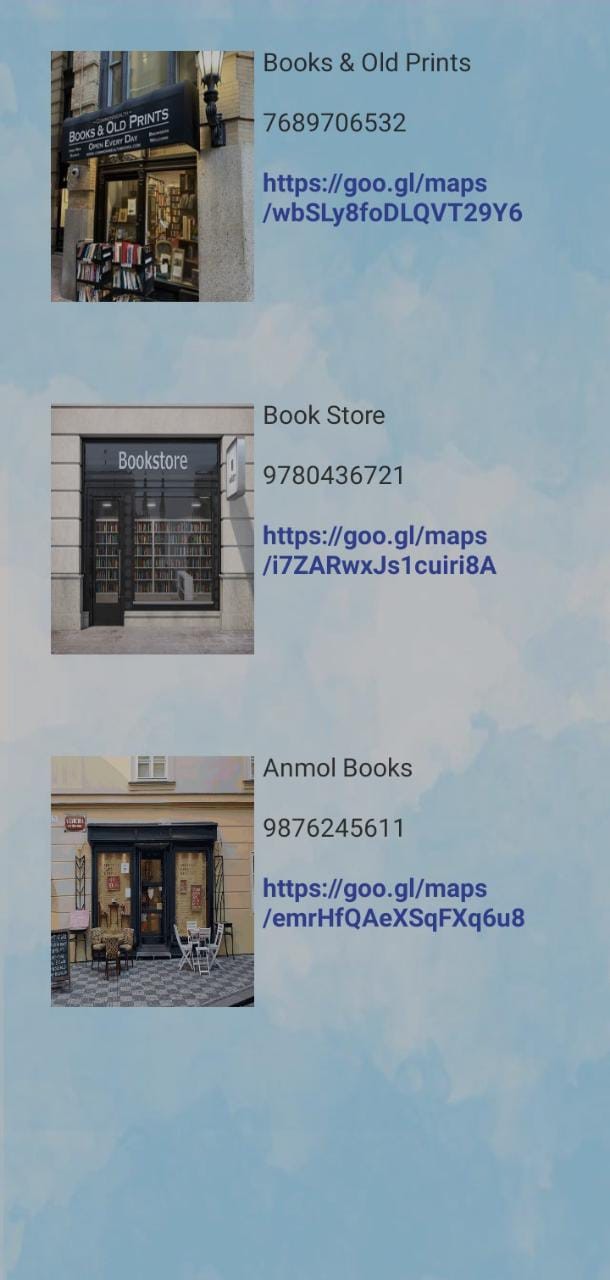 Books & Old Prints
7689706532
https://goo.gl/maps
/wbSLy8foDLQVT29Y6
BOOKS & OLD PRINTS
OPEN EVERY DAY
Book Store
9780436721
https://goo.gl/maps
/i7ZARwxJs1cuiri8A
Bookstore
Anmol Books
9876245611
https://goo.gl/maps
/emrHfQAeXSqFXq6u8